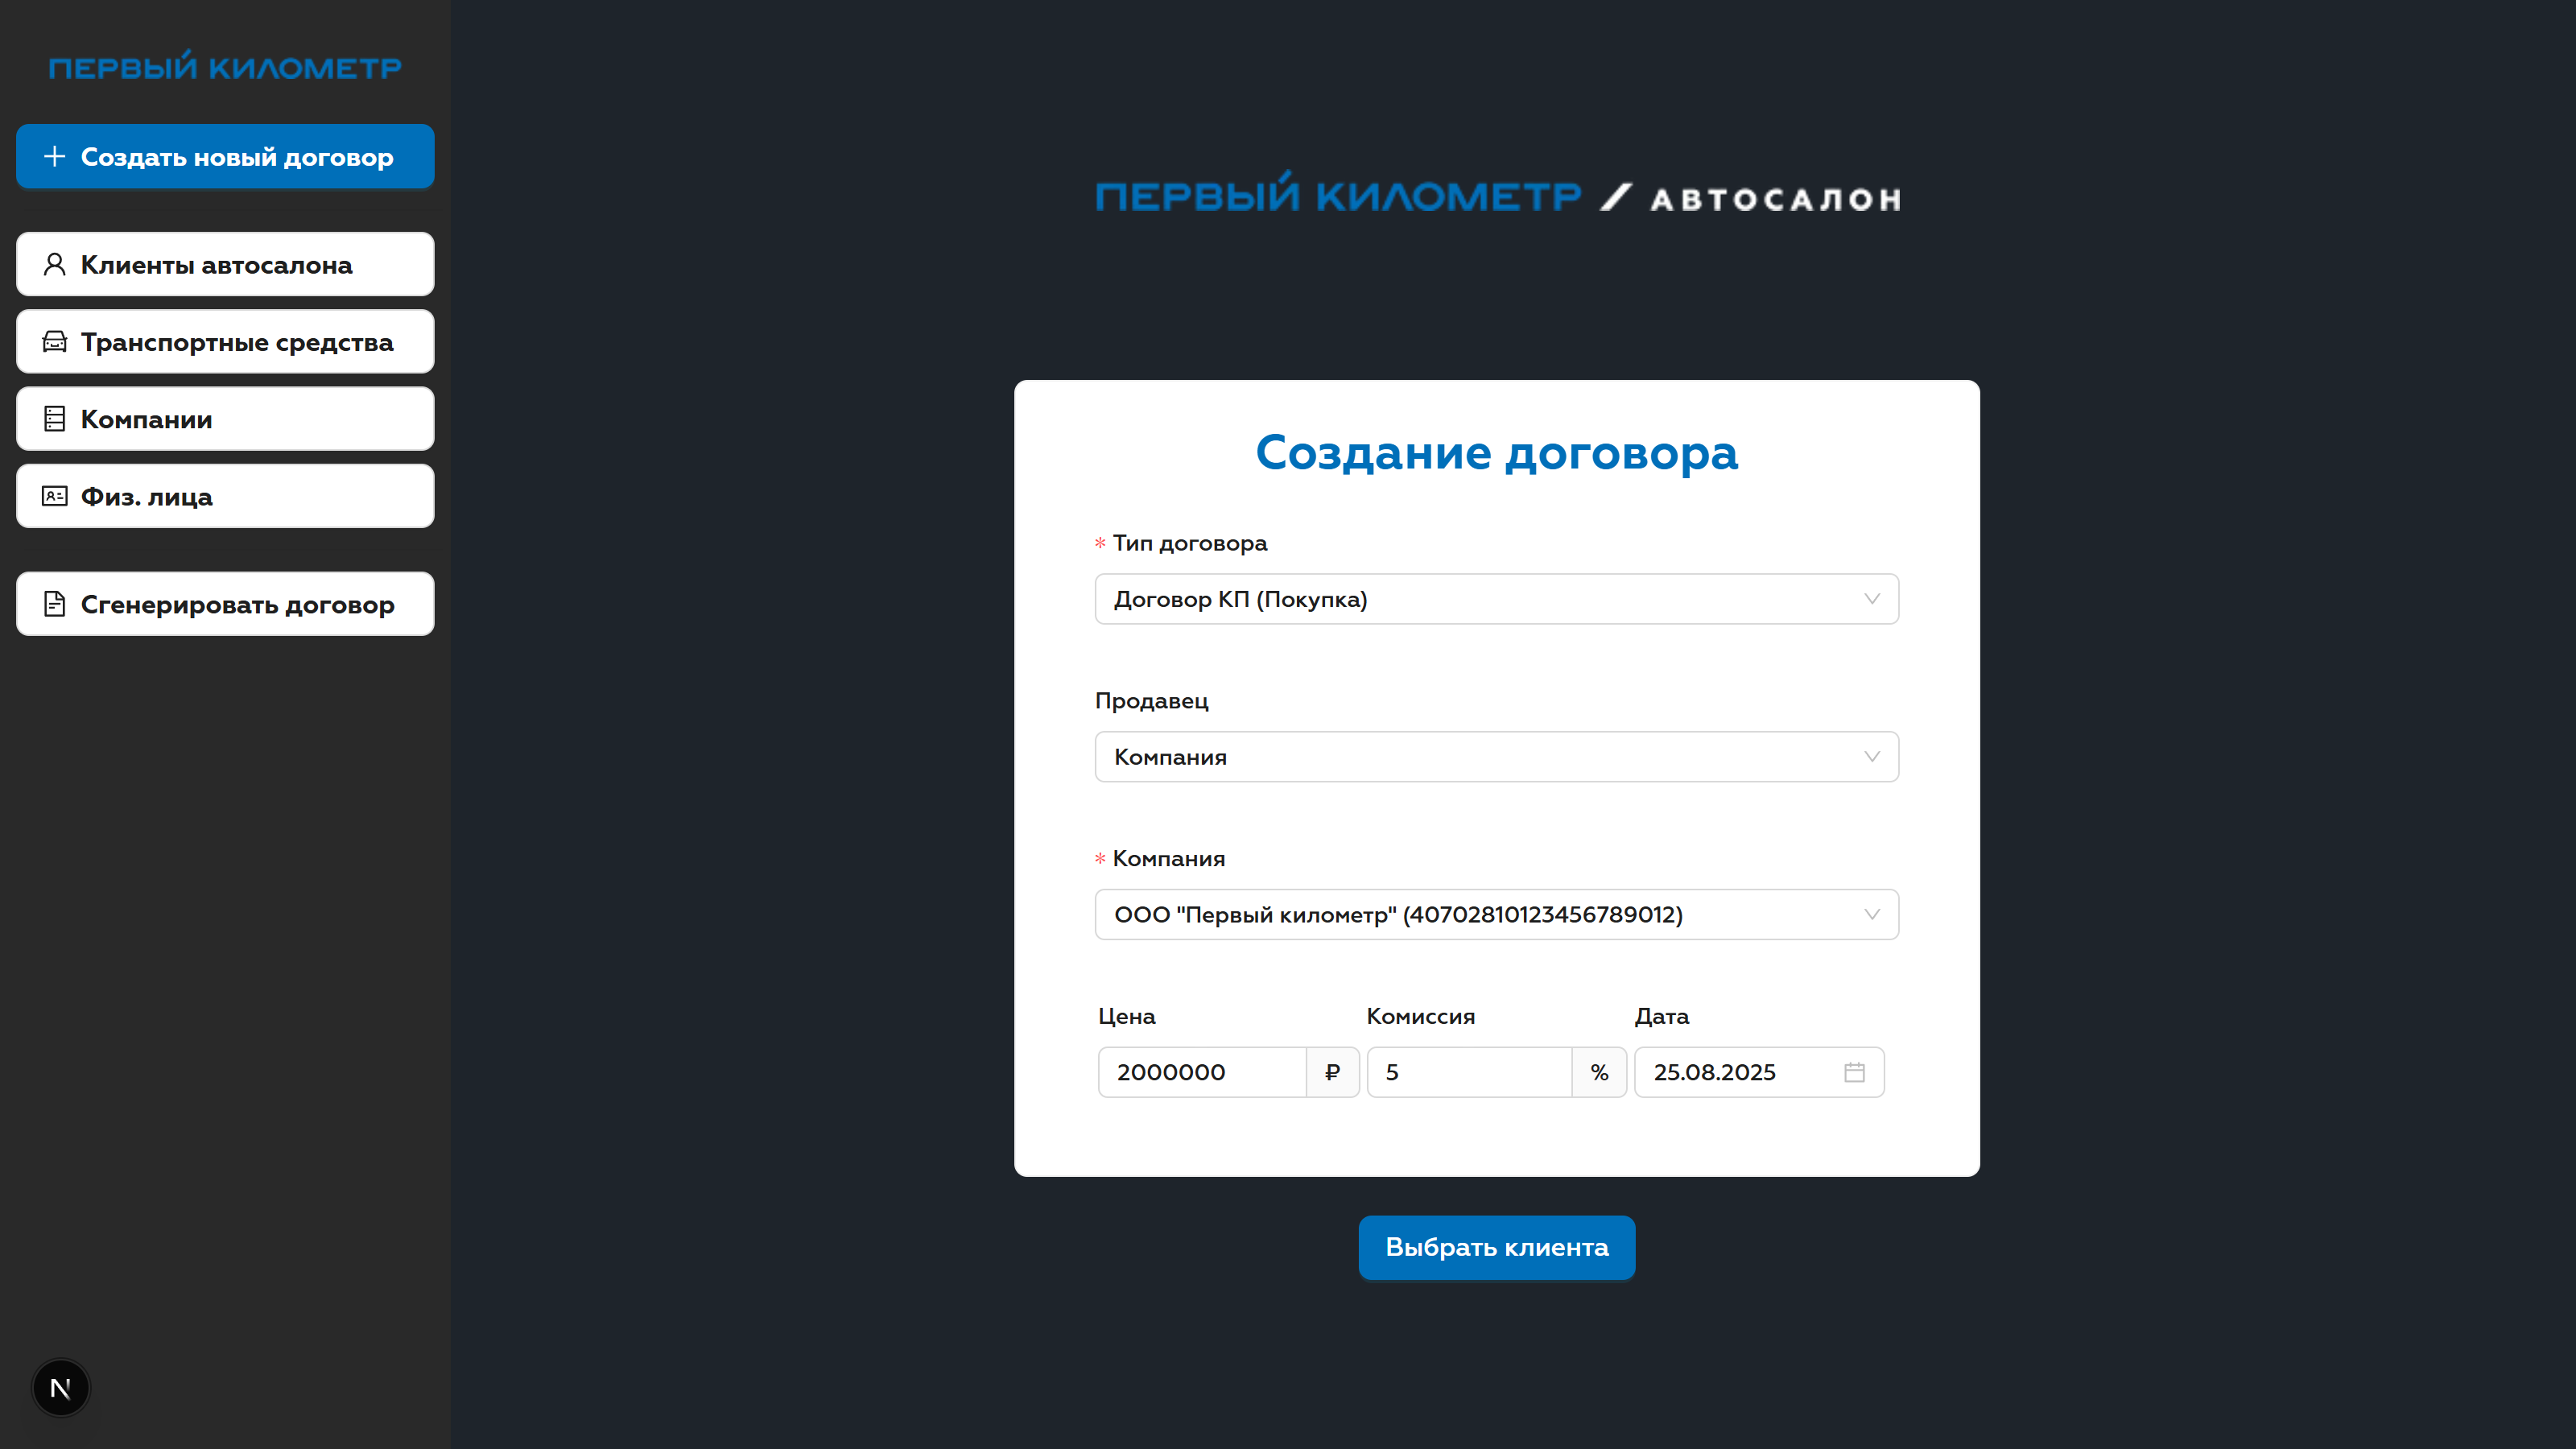 ПЕРВЫЙ КИЛОМЕТР
Создать новый договор
Клиенты автосалона
Транспортные средства
Компании
Физ. лица
Сгенерировать договор
N
ПЕРВЫЙ КИЛОМЕТР / АВТОСАЛОН
Создание договора
* Тип договора
Договор КП (Покупка)
Продавец
Компания
* Компания
ООО "Первый километр" (40702810123456789012)
Цена Комиссия Дата
2000000 ₽ 5 % 25.08.2025
Выбрать клиента